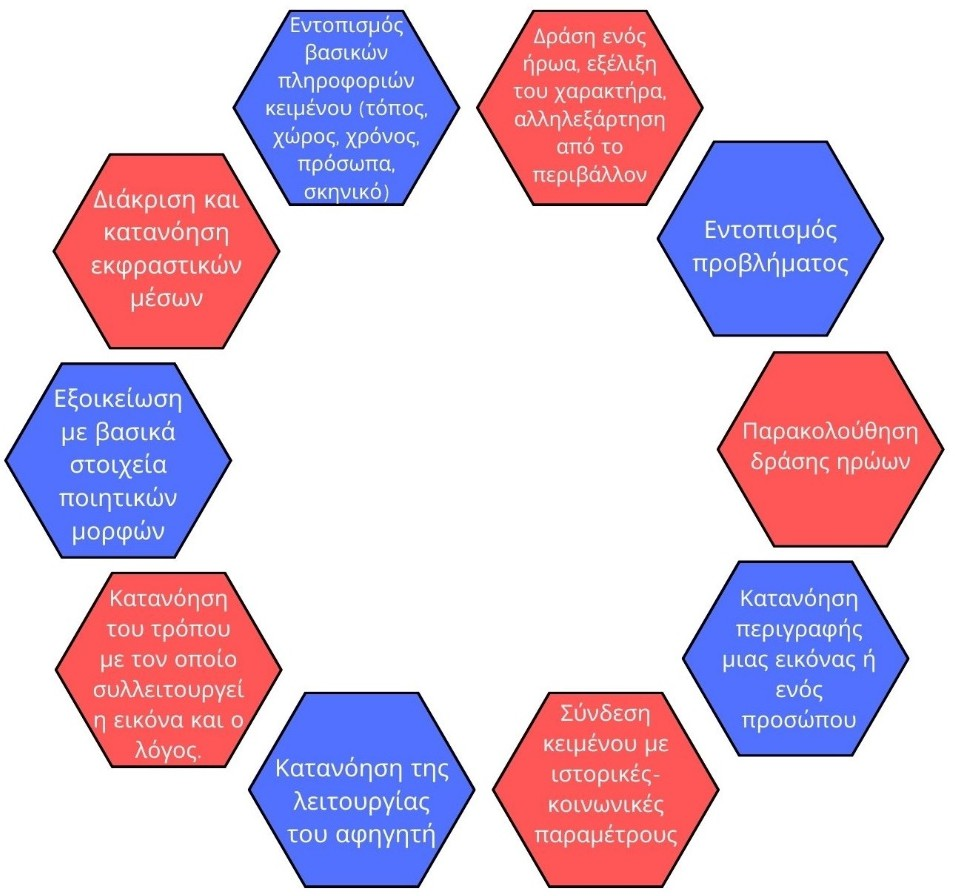 Εντοπισμός
βασικών
πληροφοριών
κειμένου (τόπος,
χώρος, χρόνος,
πρόσωπα,
σκηνικό)
Δράση ενός
ήρωα, εξέλιξη
του χαρακτήρα,
αλληλεξάρτηση
από το
περιβάλλον
Εντοπισμός
προβλήματος
Παρακολούθηση
δράσης ηρώων
Κατανόηση
περιγραφής
μιας εικόνας ή
ενός
προσώπου
Σύνδεση
κειμένου με
ιστορικές-
κοινωνικές
παραμέτρους
Κατανόηση της
λειτουργίας
του αφηγητή
Κατανόηση
του τρόπου
με τον οποίο
συλλειτουργεί
η εικόνα και ο
λόγος.
Εξοικείωση
με βασικά
στοιχεία
ποιητικών
μορφών
Διάκριση και
κατανόηση
εκφραστικών
μέσων